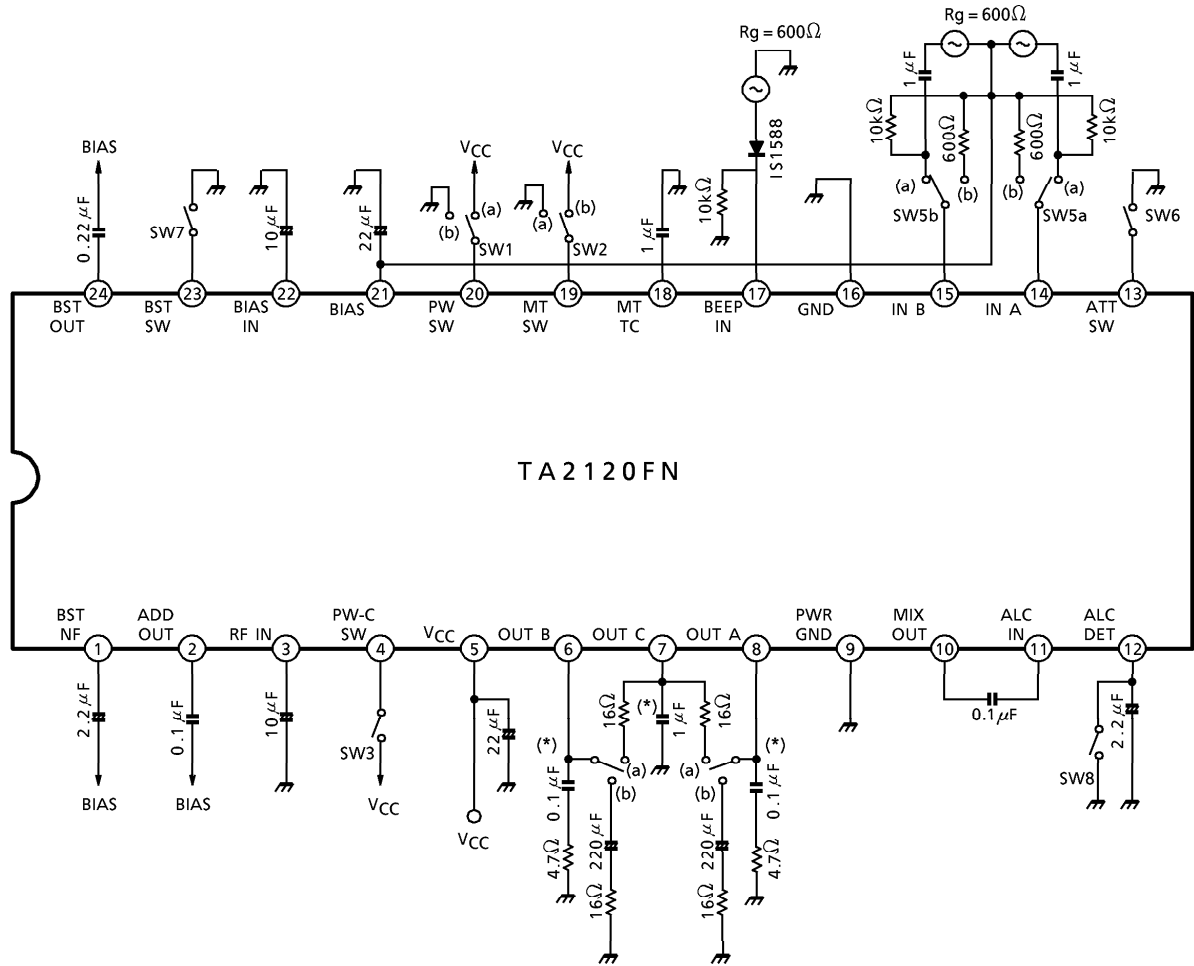 Rg = 600Ω
Rg = 600Ω
1 μF
1 μF
IS1588
10kΩ
600Ω
600Ω
10kΩ
BIAS
VCC
VCC
0.22 μF
SW7
10 μF
22 μF
(a)
(b)
SW1
(b)
(a)
SW2
1 μF
10kΩ
(a)
(b)
SW5b
(b)
(a)
SW5a
SW6
24
23
22
21
20
19
18
17
16
15
14
13
BST
OUT
BST
SW
BIAS
IN
BIAS
PW
SW
MT
SW
MT
TC
BEEP
IN
GND
IN B
IN A
ATT
SW
TA2120FN
BST
NF
ADD
OUT
RF IN
PW-C
SW
VCC
OUT B
OUT C
OUT A
PWR
GND
MIX
OUT
ALC
IN
ALC
DET
1
2
3
4
5
6
7
8
9
10
11
12
2.2 μF
0.1 μF
10 μF
SW3
22 μF
16Ω
(*)
1 μF
16Ω
0.1 μF
2.2 μF
SW8
(*)
(a)
(b)
(a)
(b)
(*)
BIAS
BIAS
VCC
VCC
0.1 μF
0.1 μF
4.7Ω
220 μF
220 μF
4.7Ω
16Ω
16Ω